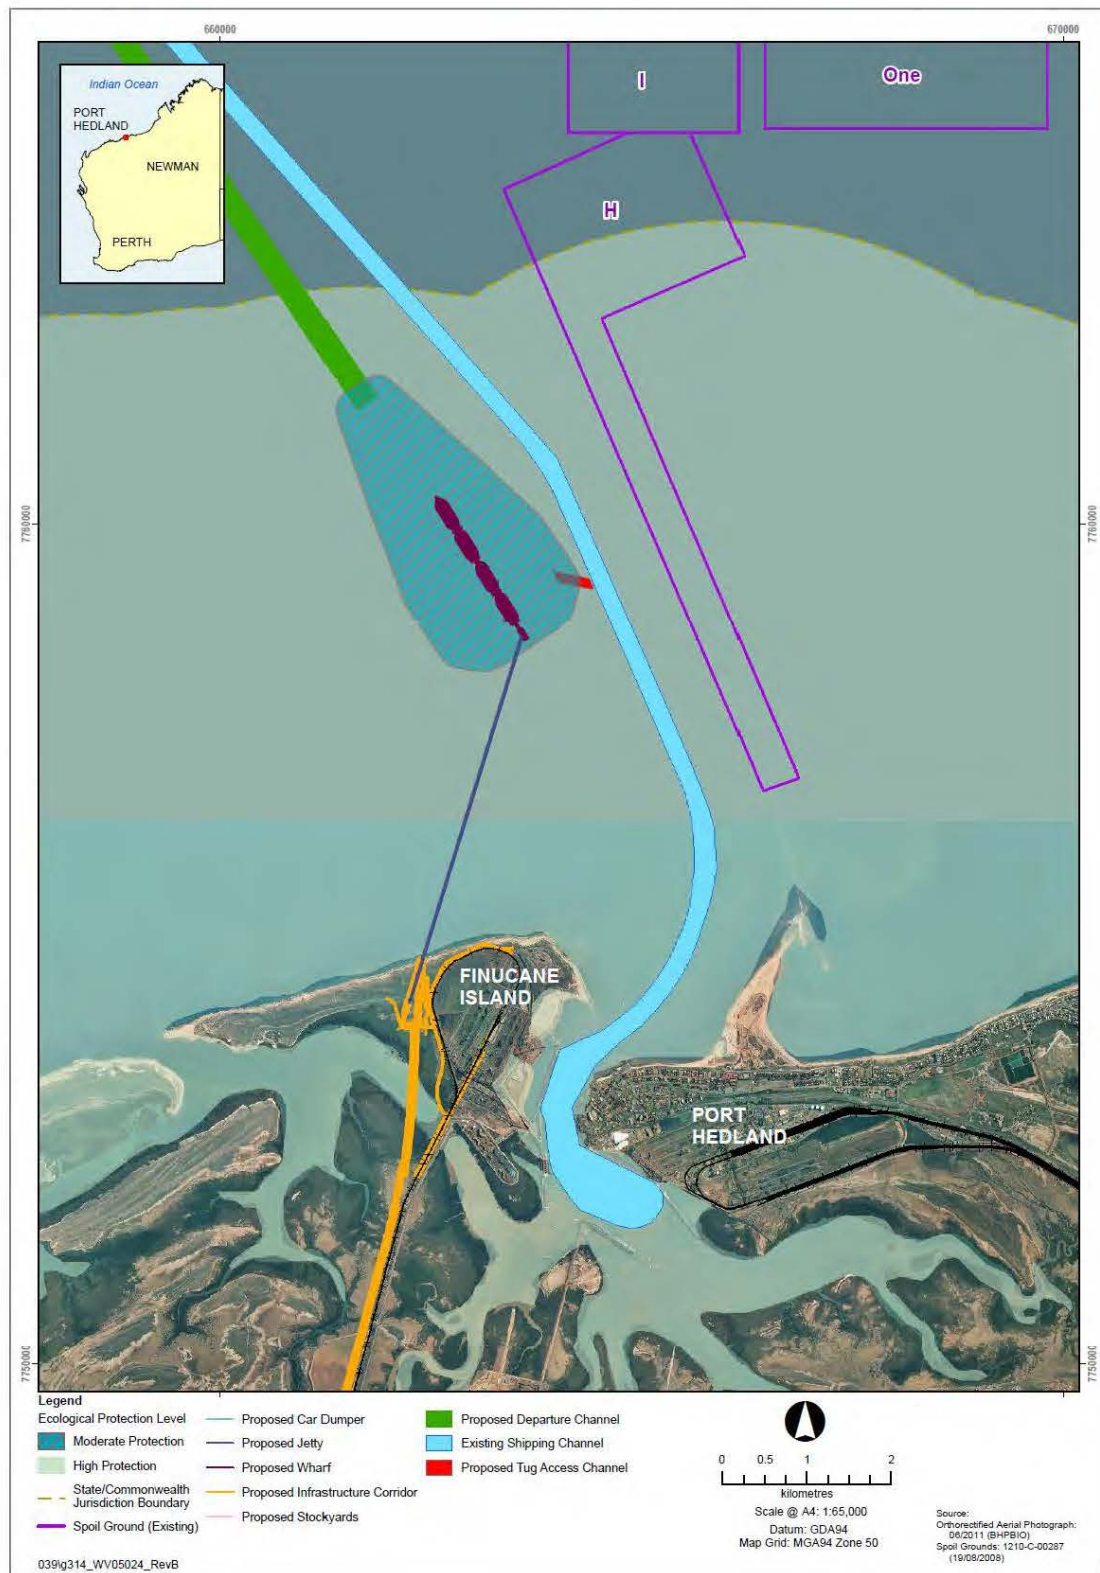 660000
670000
Indian Ocean
PORT
HEDLAND
NEWMAN
PERTH
I
One
H
7760000
7760000
FINUCANE
ISLAND
PORT
HEDLAND
7750000
7750000
Legend
Ecological Protection Level
Moderate Protection
High Protection
State/Commonwealth
Jurisdiction Boundary
Spoil Ground (Existing)
Proposed Car Dumper
Proposed Jetty
Proposed Wharf
Proposed Infrastructure Corridor
Proposed Stockyards
Proposed Departure Channel
Existing Shipping Channel
Proposed Tug Access Channel
0 0.5 1 2
kilometres
Scale @ A4: 1:65,000
Datum: GDA94
Map Grid: MGA94 Zone 50
Source:
Orthorectified Aerial Photograph:
06/2011 (BHPBIO)
Spoil Grounds: 1210-C-00287
(19/08/2008)
039\g314_WV05024_RevB